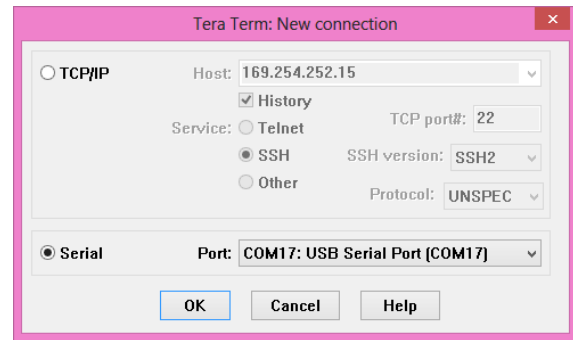 Tera Term: New connection
TCP/IP
Host: 169.254.252.15
History
Service: Telnet
TCP port#: 22
SSH
SSH version: SSH2
Other
Protocol: UNSPEC
Serial
Port: COM17: USB Serial Port (COM17)
OK Cancel Help